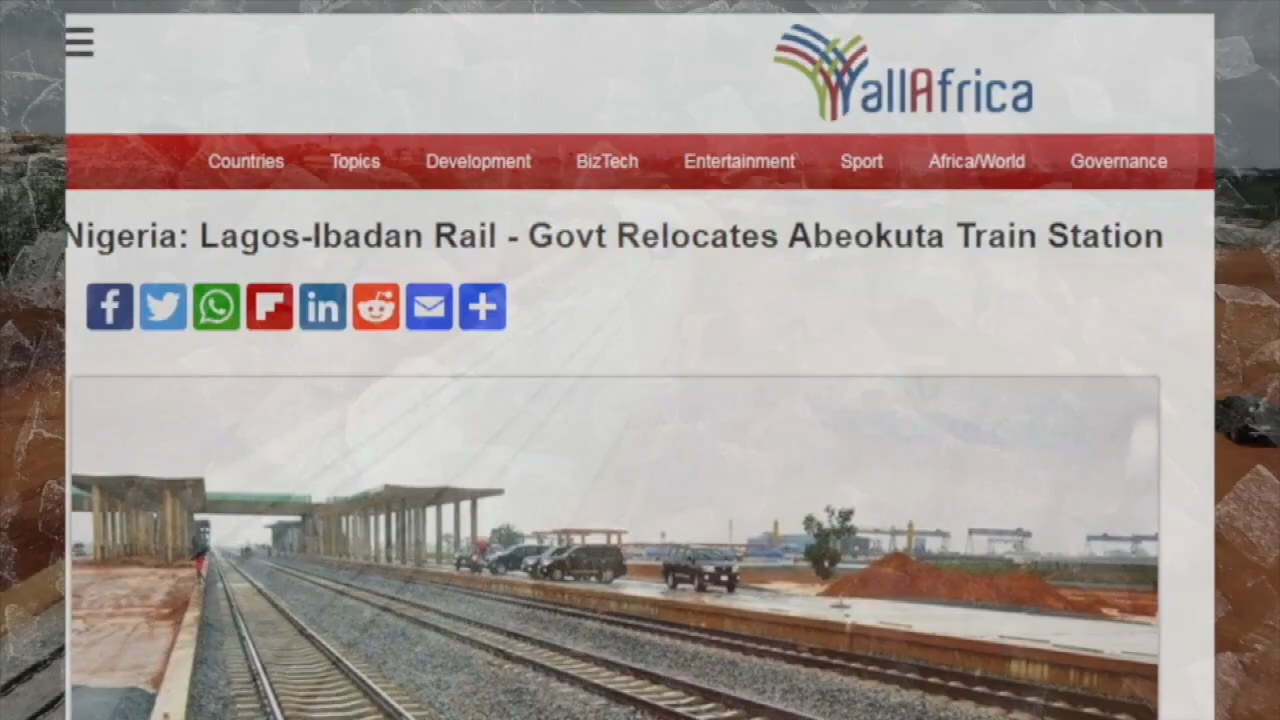 allAfrica
Countries Topics Development BizTech Entertainment Sport Africa/World Governance
Nigeria: Lagos-Ibadan Rail - Govt Relocates Abeokuta Train Station